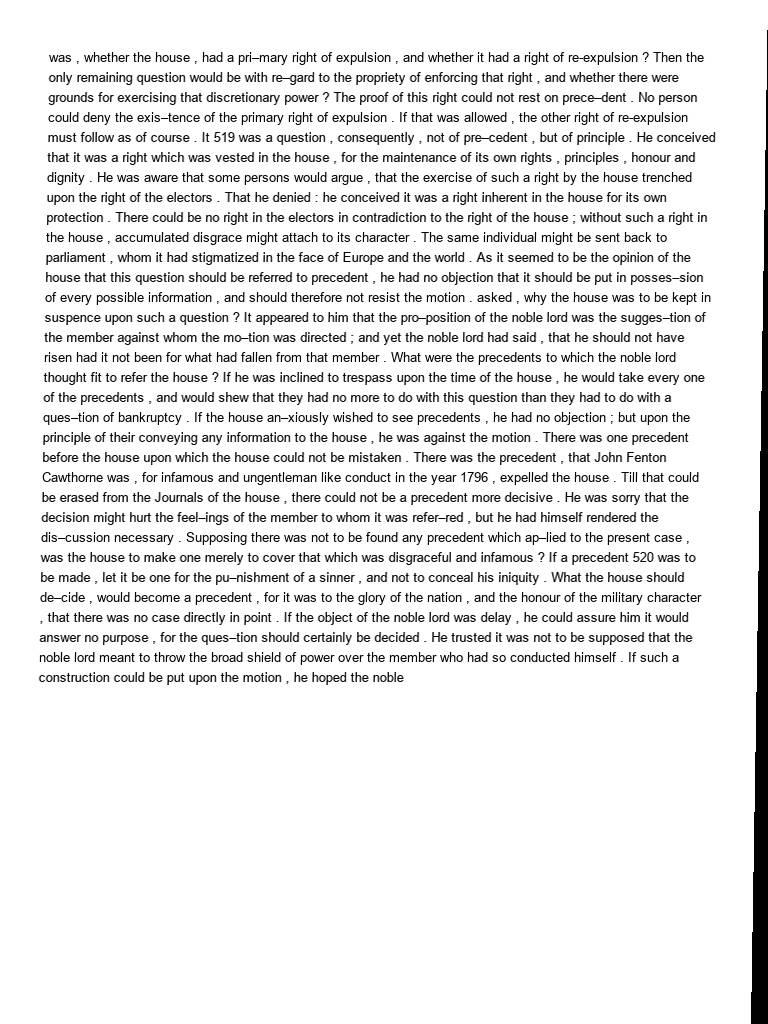 was , whether the house , had a pri–mary right of expulsion , and whether it had a right of re-expulsion ? Then the
only remaining question would be with re–gard to the propriety of enforcing that right , and whether there were
grounds for exercising that discretionary power ? The proof of this right could not rest on prece–dent . No person
could deny the exis–tence of the primary right of expulsion . If that was allowed , the other right of re-expulsion
must follow as of course . It 519 was a question , consequently , not of pre–cedent , but of principle . He conceived
that it was a right which was vested in the house , for the maintenance of its own rights , principles , honour and
dignity . He was aware that some persons would argue , that the exercise of such a right by the house trenched
upon the right of the electors . That he denied : he conceived it was a right inherent in the house for its own
protection . There could be no right in the electors in contradiction to the right of the house ; without such a right in
the house , accumulated disgrace might attach to its character . The same individual might be sent back to
parliament , whom it had stigmatized in the face of Europe and the world . As it seemed to be the opinion of the
house that this question should be referred to precedent , he had no objection that it should be put in posses–sion
of every possible information , and should therefore not resist the motion . asked , why the house was to be kept in
suspence upon such a question ? It appeared to him that the pro–position of the noble lord was the sugges–tion of
the member against whom the mo–tion was directed ; and yet the noble lord had said , that he should not have
risen had it not been for what had fallen from that member . What were the precedents to which the noble lord
thought fit to refer the house ? If he was inclined to trespass upon the time of the house , he would take every one
of the precedents , and would shew that they had no more to do with this question than they had to do with a
ques–tion of bankruptcy . If the house an–xiously wished to see precedents , he had no objection ; but upon the
principle of their conveying any information to the house , he was against the motion . There was one precedent
before the house upon which the house could not be mistaken . There was the precedent , that John Fenton
Cawthorne was , for infamous and ungentleman like conduct in the year 1796 , expelled the house . Till that could
be erased from the Journals of the house , there could not be a precedent more decisive . He was sorry that the
decision might hurt the feel–ings of the member to whom it was refer–red , but he had himself rendered the
dis–cussion necessary . Supposing there was not to be found any precedent which ap–lied to the present case ,
was the house to make one merely to cover that which was disgraceful and infamous ? If a precedent 520 was to
be made , let it be one for the pu–nishment of a sinner , and not to conceal his iniquity . What the house should
de–cide , would become a precedent , for it was to the glory of the nation , and the honour of the military character
, that there was no case directly in point . If the object of the noble lord was delay , he could assure him it would
answer no purpose , for the ques–tion should certainly be decided . He trusted it was not to be supposed that the
noble lord meant to throw the broad shield of power over the member who had so conducted himself . If such a
construction could be put upon the motion , he hoped the noble